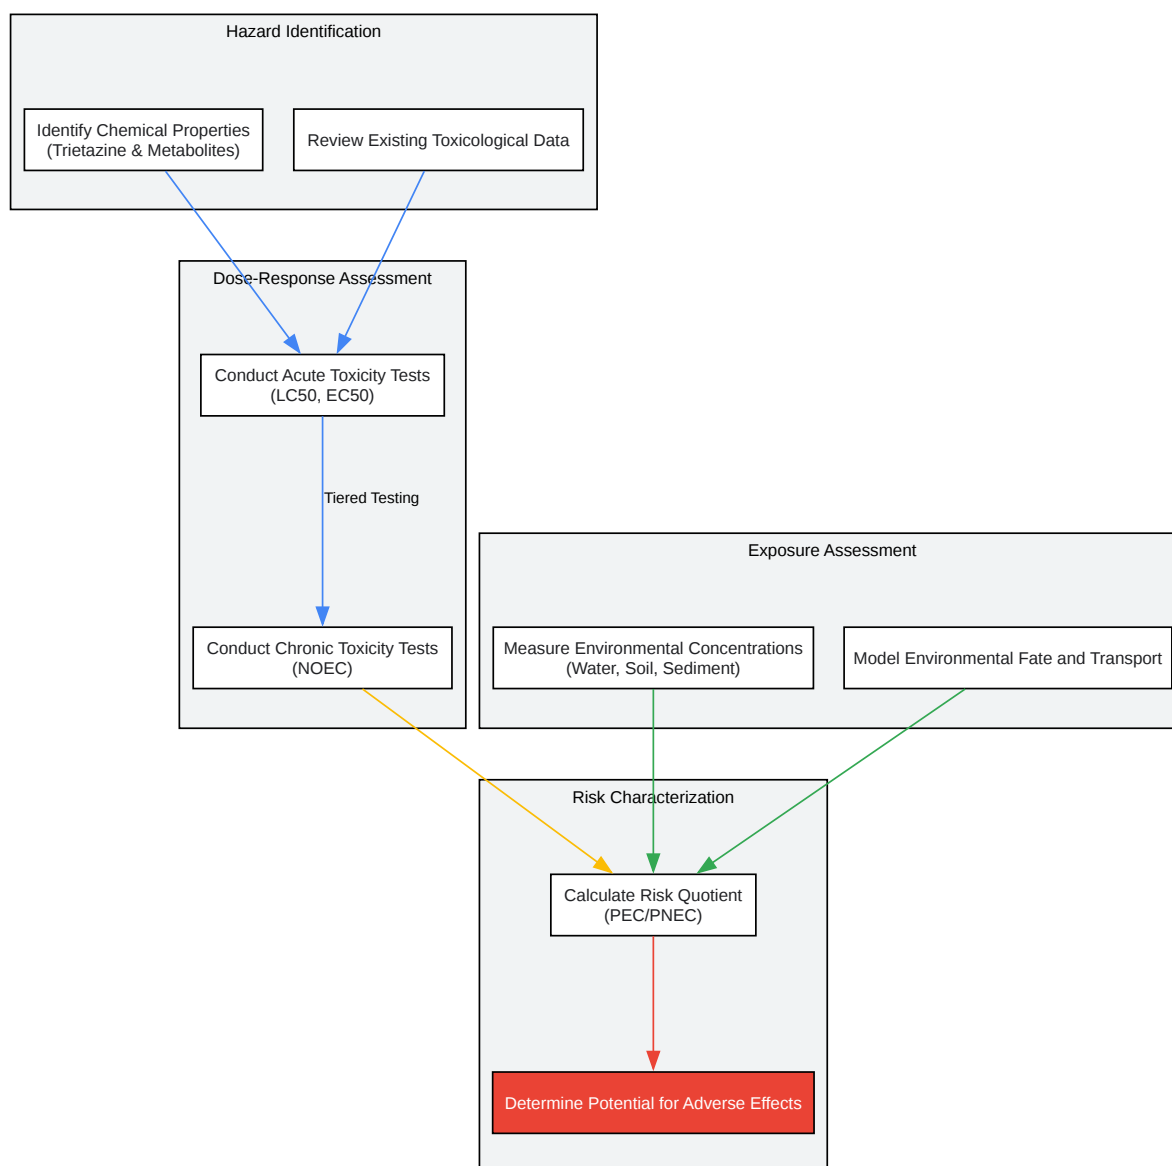 Hazard Identification
Identify Chemical Properties
(Trietazine & Metabolites)
Review Existing Toxicological Data
Dose-Response Assessment
Conduct Acute Toxicity Tests
(LC50, EC50)
Tiered Testing
Conduct Chronic Toxicity Tests
(NOEC)
Exposure Assessment
Measure Environmental Concentrations
(Water, Soil, Sediment)
Model Environmental Fate and Transport
Risk Characterization
Calculate Risk Quotient
(PEC/PNEC)
Determine Potential for Adverse Effects